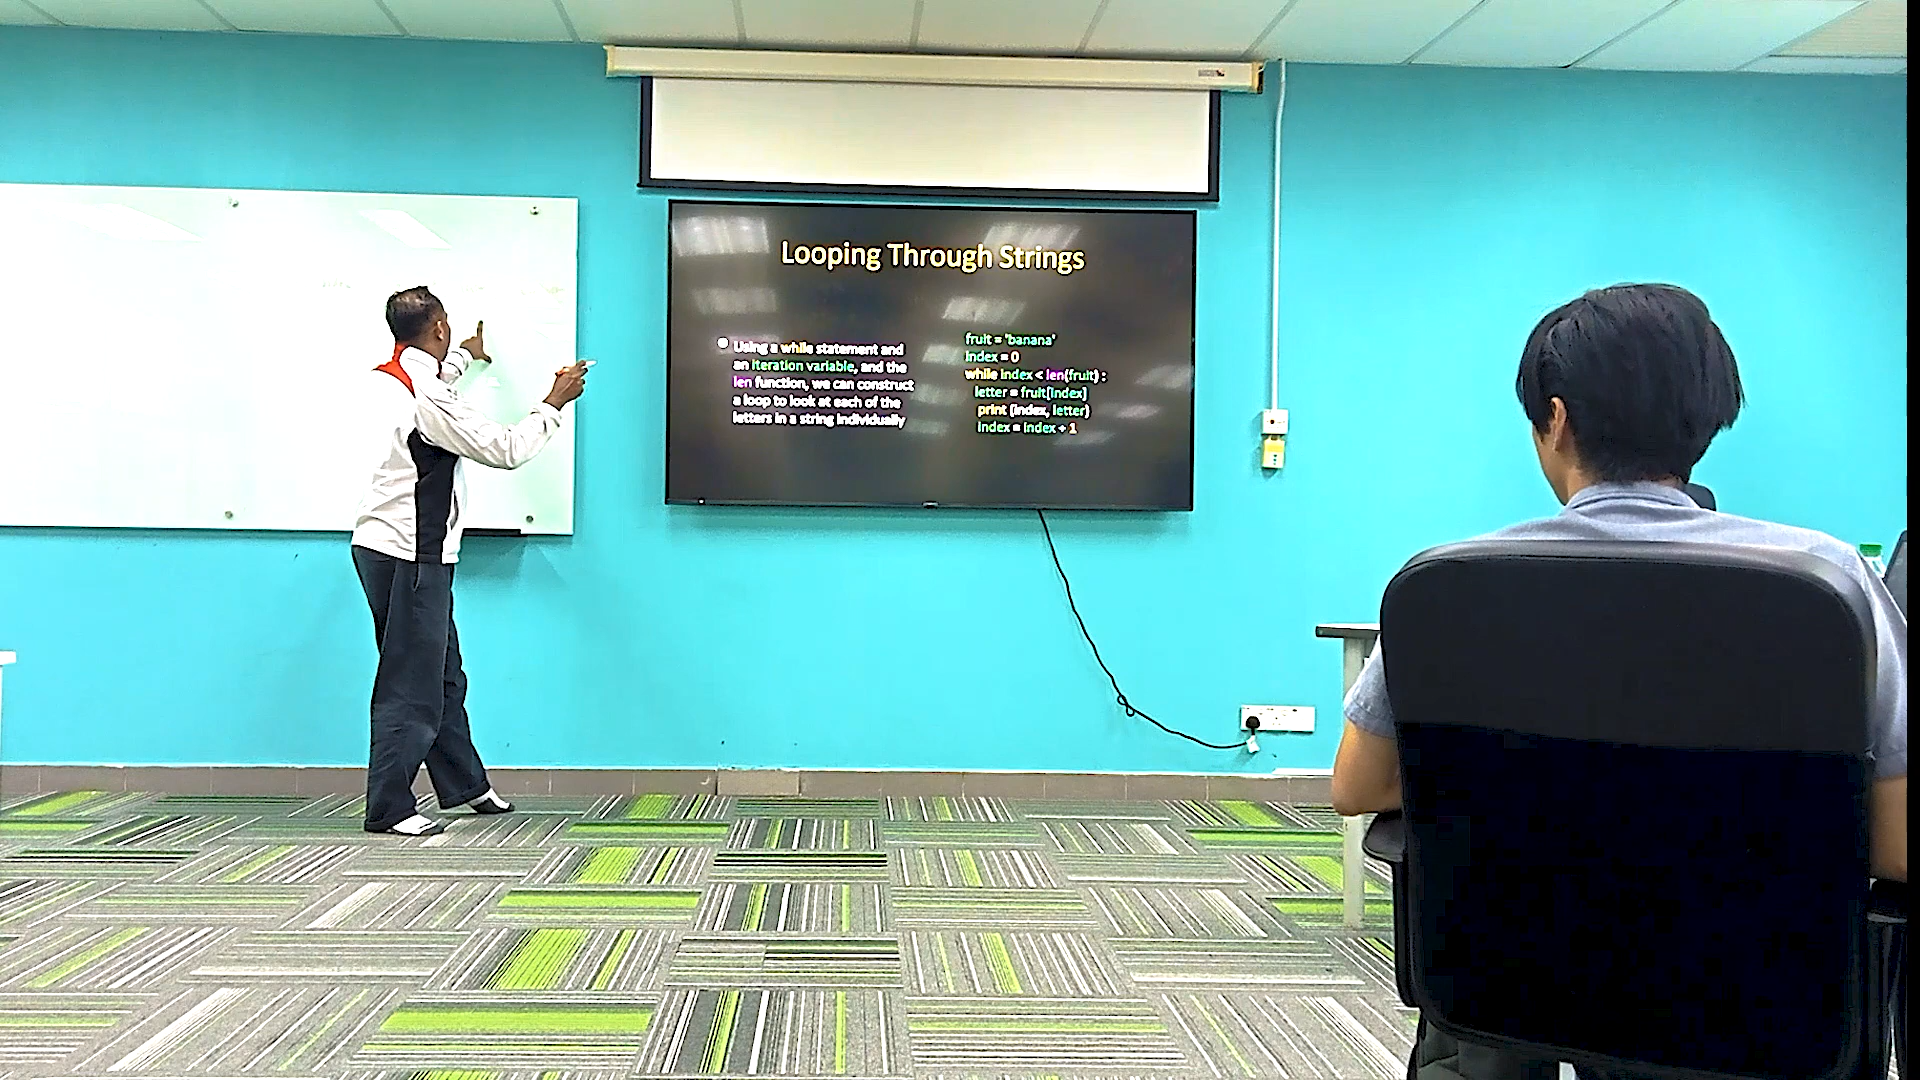 Looping Through Strings
Using a while statement and
an iteration variable, and the
len function, we can construct
a loop to look at each of the
letters in a string individually
fruit = 'banana'
index = 0
while index < len(fruit) :
letter = fruit[index]
print (index, letter)
index = index + 1